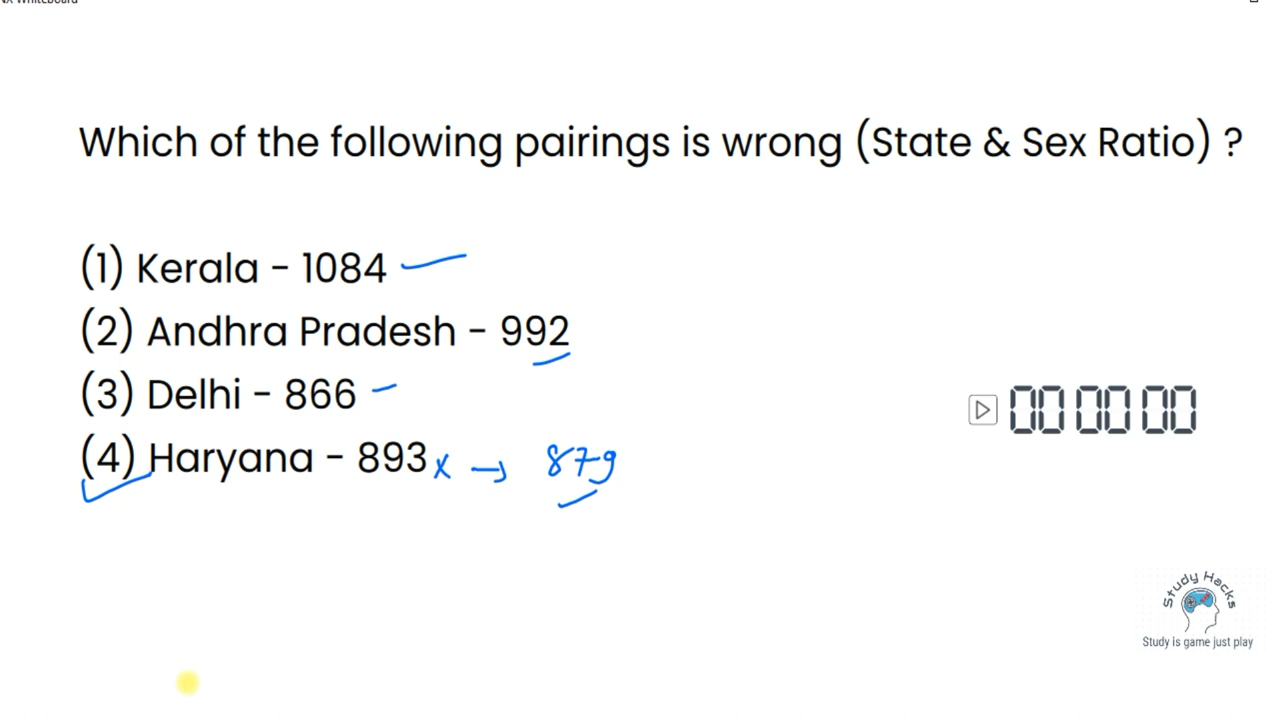 Which of the following pairings is wrong (State & Sex Ratio) ?
(1) Kerala - 1084
(2) Andhra Pradesh - 992
(3) Delhi - 866
(4) Haryana - 893 x → 879
00 00 00
Study Hacks
Study is game just play